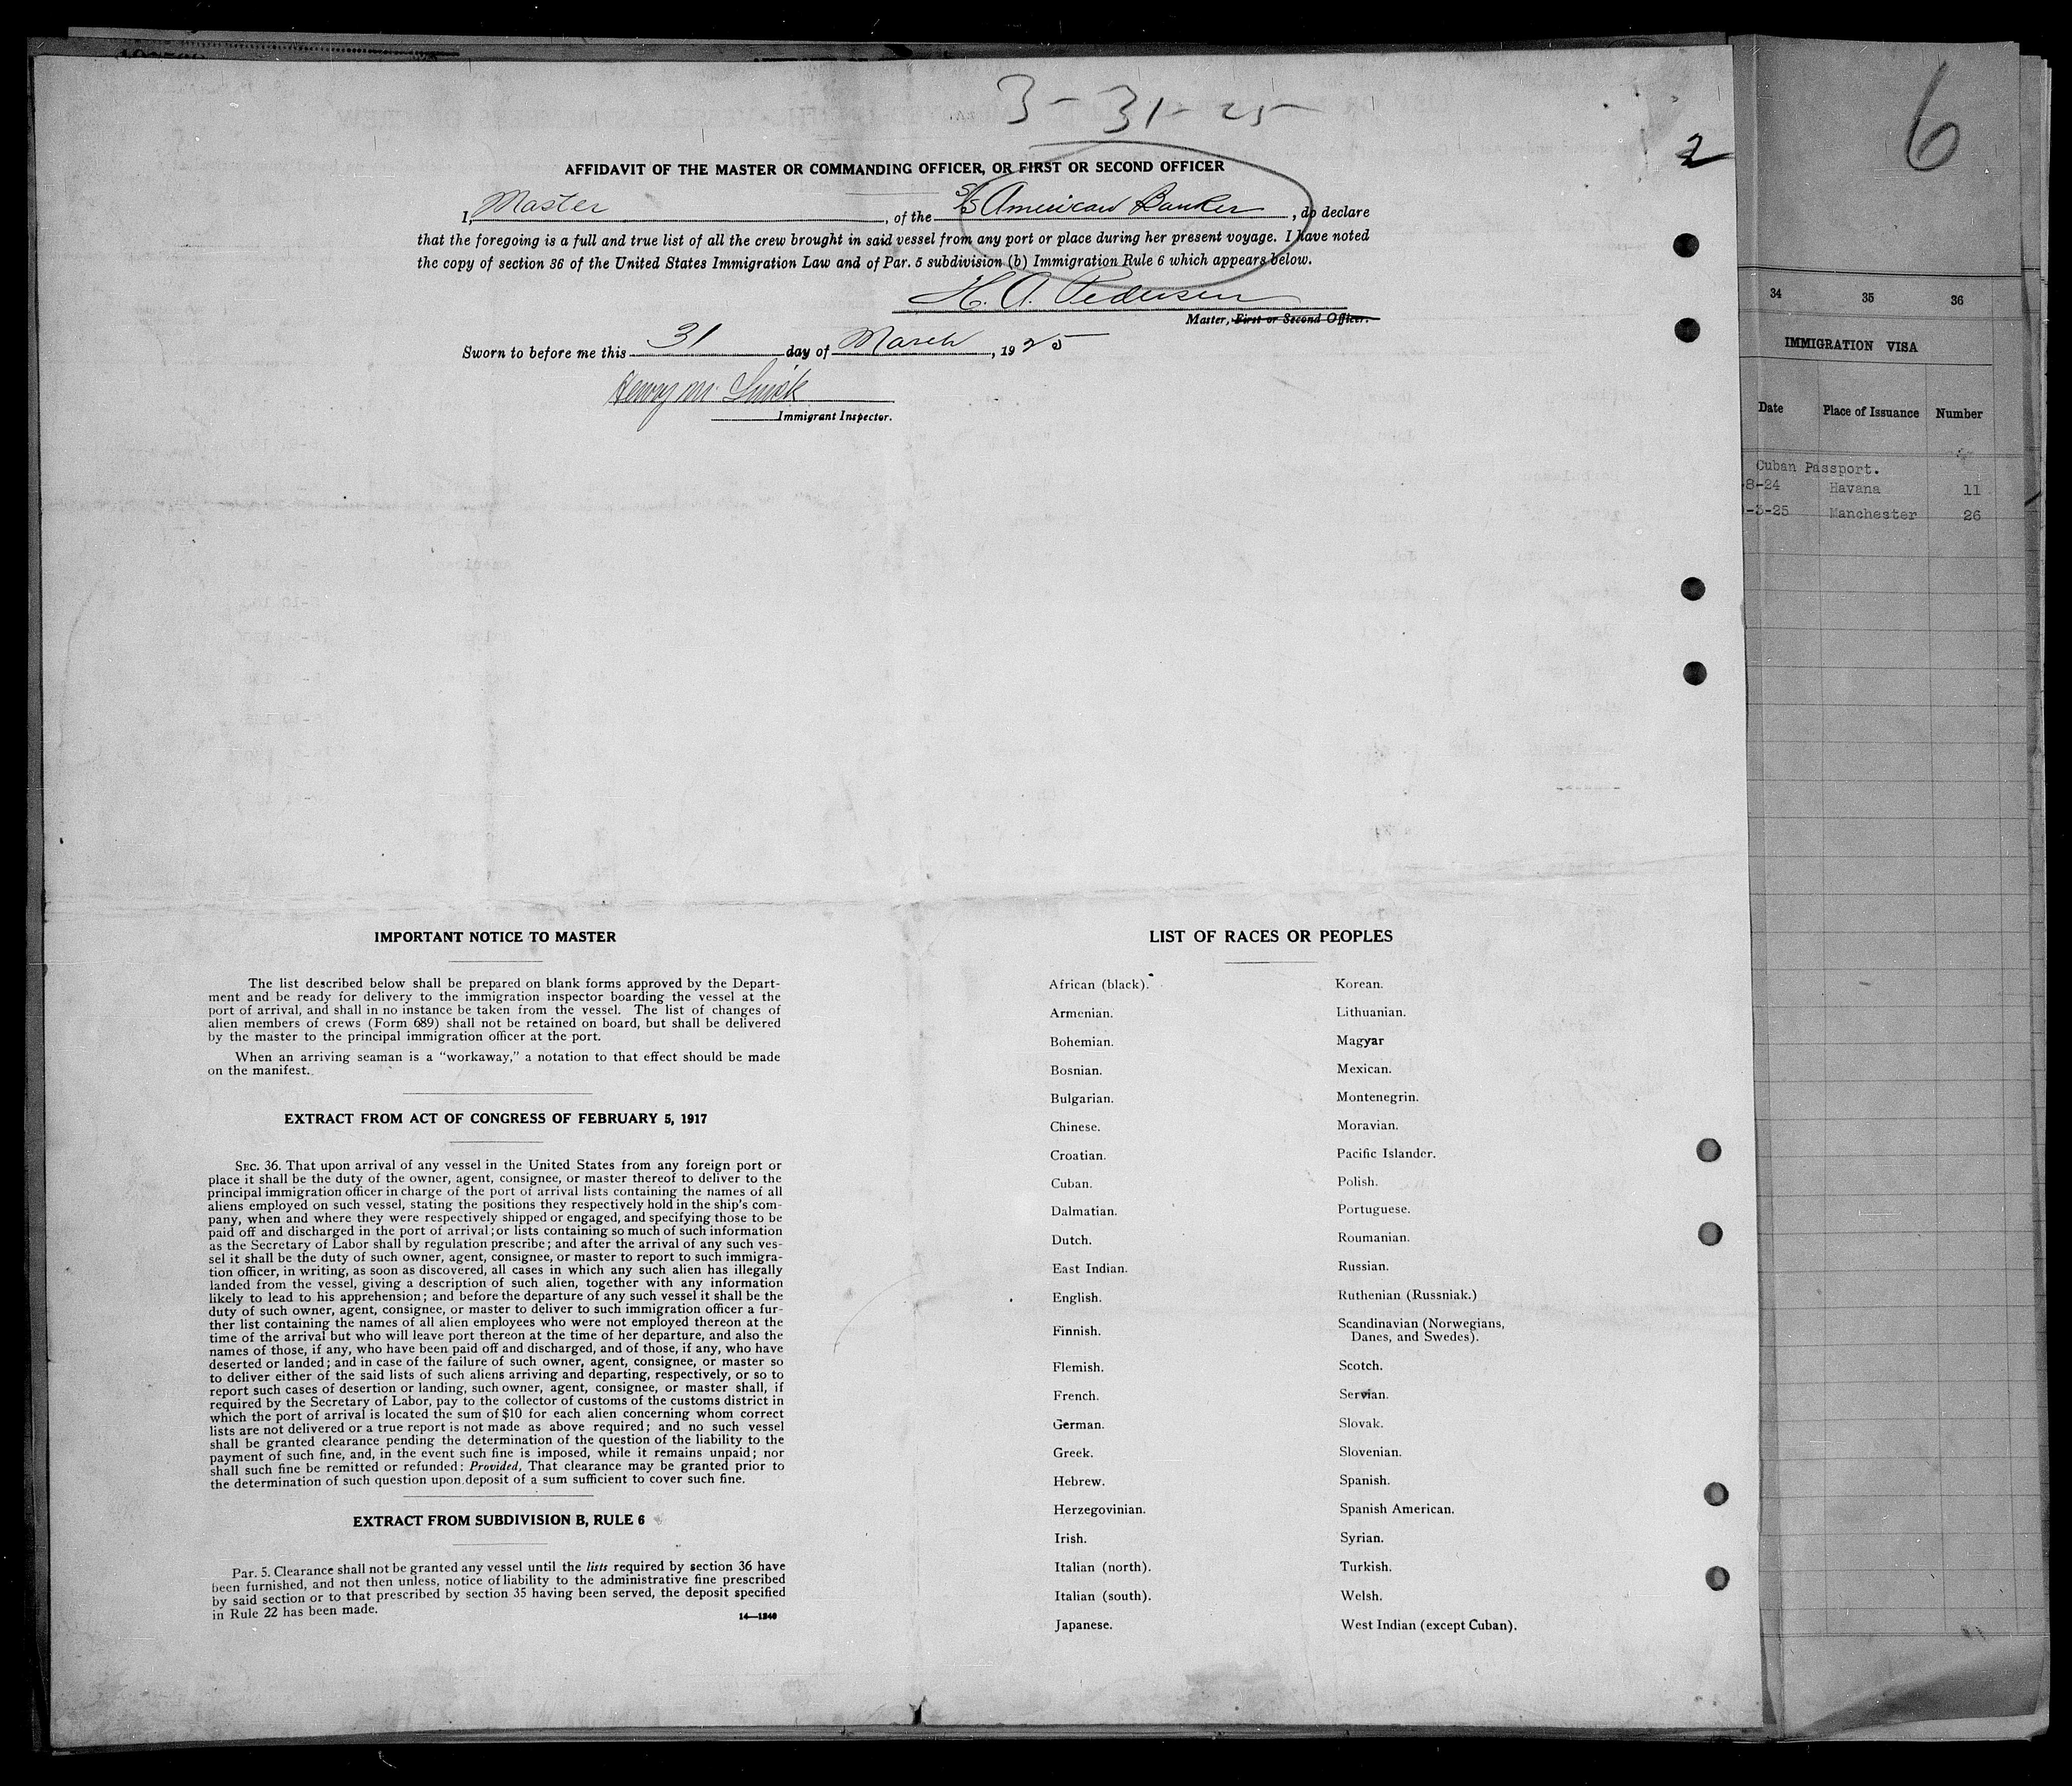 3-31-25
2
6
AFFIDAVIT OF THE MASTER OR COMMANDING OFFICER, OR FIRST OR SECOND OFFICER
I, Master, of the S/S American Banker, do declare
that the foregoing is a full and true list of all the crew brought in said vessel from any port or place during her present voyage. I have noted
the copy of section 36 of the United States Immigration Law and of Par. 5 subdivision (b) Immigration Rule 6 which appears below.
H. A. Pedersen
Master, First or Second Officer.
Sworn to before me this 31 day of March, 1925
Henry M.
Immigrant Inspector.
34 35 36
IMMIGRATION VISA
Date Place of Issuance Number
Cuban Passport.
-8-24 Havana 11
-3-25 Manchester 26
IMPORTANT NOTICE TO MASTER
The list described below shall be prepared on blank forms approved by the Depart-
ment and be ready for delivery to the immigration inspector boarding the vessel at the
port of arrival, and shall in no instance be taken from the vessel. The list of changes of
alien members of crews (Form 689) shall not be retained on board, but shall be delivered
by the master to the principal immigration officer at the port.
When an arriving seaman is a "workaway," a notation to that effect should be made
on the manifest.
EXTRACT FROM ACT OF CONGRESS OF FEBRUARY 5, 1917
SEC. 36. That upon arrival of any vessel in the United States from any foreign port or
place it shall be the duty of the owner, agent, consignee, or master thereof to deliver to the
principal immigration officer in charge of the port of arrival lists containing the names of all
aliens employed on such vessel, stating the positions they respectively hold in the ship's com-
pany, when and where they were respectively shipped or engaged, and specifying those to be
paid off and discharged in the port of arrival; or lists containing so much of such information
as the Secretary of Labor shall by regulation prescribe; and after the arrival of any such ves-
sel it shall be the duty of such owner, agent, consignee, or master to report to such immigra-
tion officer, in writing, as soon as discovered, all cases in which any such alien has illegally
landed from the vessel, giving a description of such alien, together with any information
likely to lead to his apprehension; and before the departure of any such vessel it shall be the
duty of such owner, agent, consignee, or master to deliver to such immigration officer a fur-
ther list containing the names of all alien employees who were not employed thereon at the
time of the arrival but who will leave port thereon at the time of her departure, and also the
names of those, if any, who have been paid off and discharged, and of those, if any, who have
deserted or landed; and in case of the failure of such owner, agent, consignee, or master so
to deliver either of the said lists of such aliens arriving and departing, respectively, or so to
report such cases of desertion or landing, such owner, agent, consignee, or master shall, if
required by the Secretary of Labor, pay to the collector of customs of the customs district in
which the port of arrival is located the sum of $10 for each alien concerning whom correct
lists are not delivered or a true report is not made as above required; and no such vessel
shall be granted clearance pending the determination of the question of the liability to the
payment of such fine, and, in the event such fine is imposed, while it remains unpaid; nor
shall such fine be remitted or refunded: Provided, That clearance may be granted prior to
the determination of such question upon deposit of a sum sufficient to cover such fine.
EXTRACT FROM SUBDIVISION B, RULE 6
Par. 5. Clearance shall not be granted any vessel until the lists required by section 36 have
been furnished, and not then unless, notice of liability to the administrative fine prescribed
by said section or to that prescribed by section 35 having been served, the deposit specified
in Rule 22 has been made.
14—1240
LIST OF RACES OR PEOPLES
African (black).
Armenian.
Bohemian.
Bosnian.
Bulgarian.
Chinese.
Croatian.
Cuban.
Dalmatian.
Dutch.
East Indian.
English.
Finnish.
Flemish.
French.
German.
Greek.
Hebrew.
Herzegovinian.
Irish.
Italian (north).
Italian (south).
Japanese.
Korean.
Lithuanian.
Magyar
Mexican.
Montenegrin.
Moravian.
Pacific Islander.
Polish.
Portuguese.
Roumanian.
Russian.
Ruthenian (Russniak.)
Scandinavian (Norwegians,
Danes, and Swedes).
Scotch.
Servian.
Slovak.
Slovenian.
Spanish.
Spanish American.
Syrian.
Turkish.
Welsh.
West Indian (except Cuban).